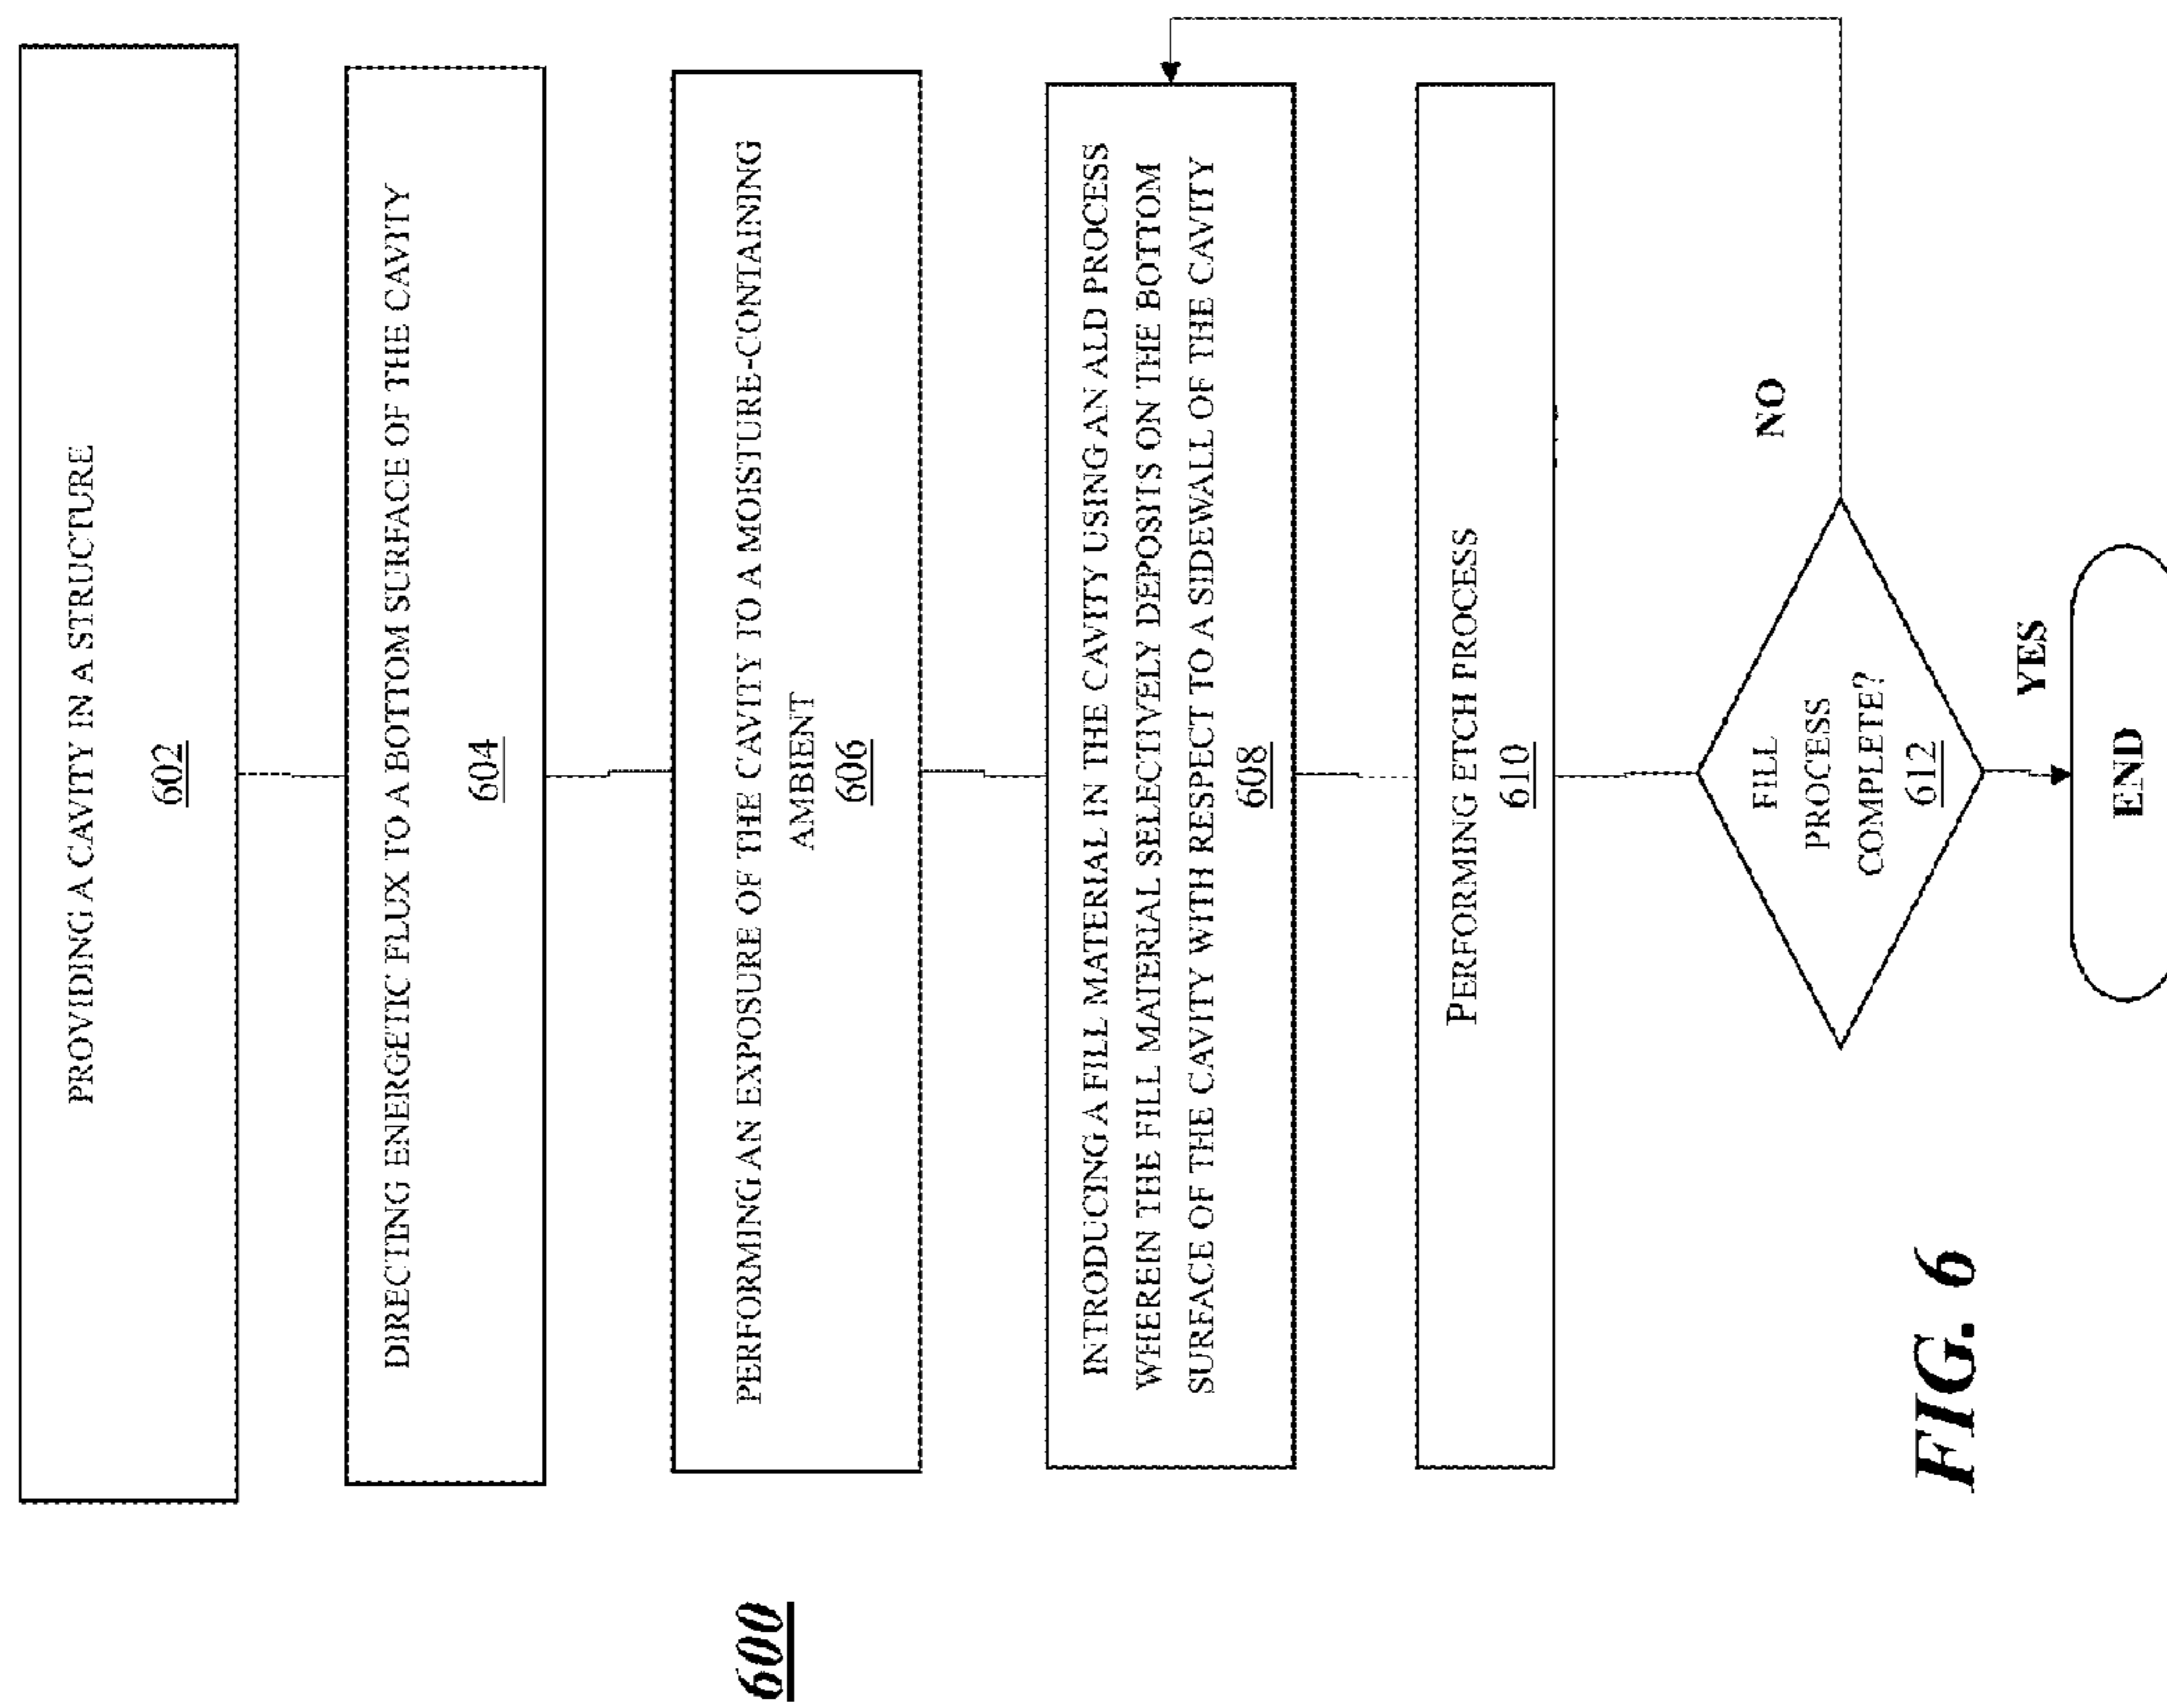 600
PROVIDING A CAVITY IN A STRUCTURE
602
DIRECTING ENERGETIC FLUX TO A BOTTOM SURFACE OF THE CAVITY
604
PERFORMING AN EXPOSURE OF THE CAVITY TO A MOISTURE-CONTAINING
AMBIENT
606
INTRODUCING A FILL MATERIAL IN THE CAVITY USING AN ALD PROCESS
WHEREIN THE FILL MATERIAL SELECTIVELY DEPOSITS ON THE BOTTOM
SURFACE OF THE CAVITY WITH RESPECT TO A SIDEWALL OF THE CAVITY
608
PERFORMING ETCH PROCESS
610
FILL
PROCESS
COMPLETE?
612
NO
YES
END
FIG. 6